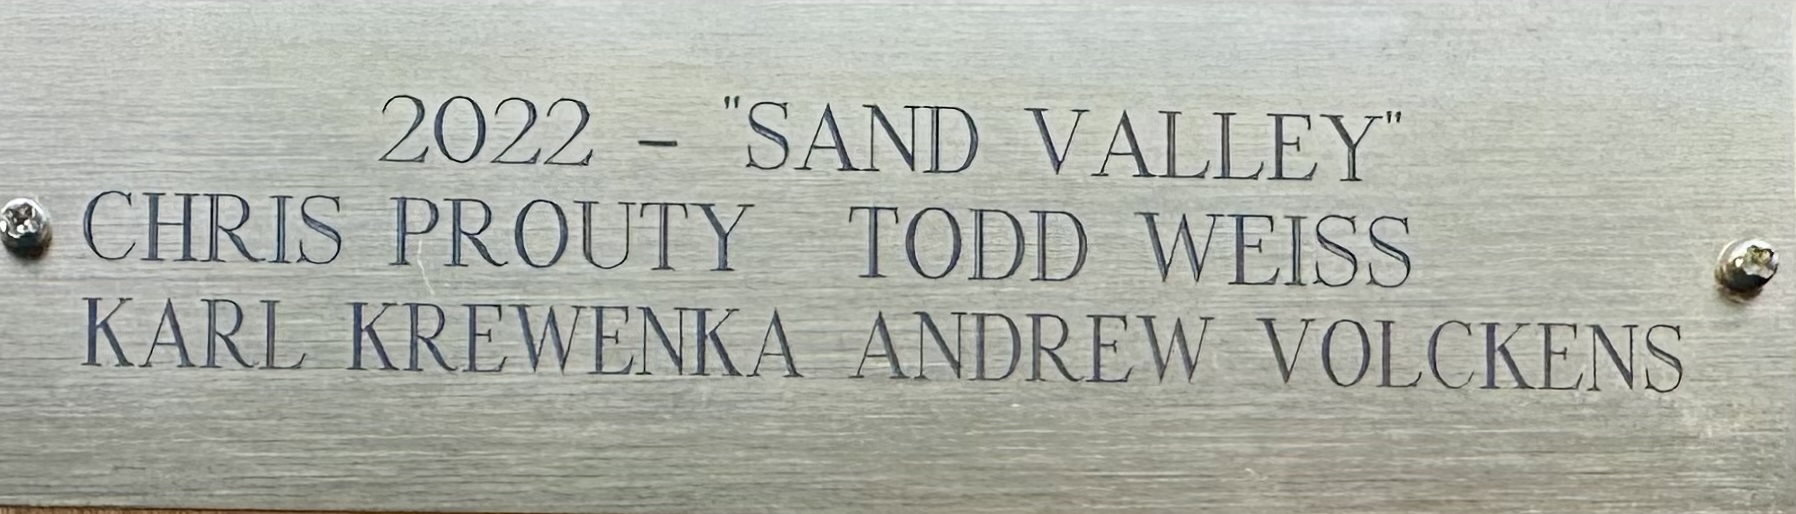 2022 – "SAND VALLEY"
CHRIS PROUTY TODD WEISS
KARL KREWENKA ANDREW VOLCKENS